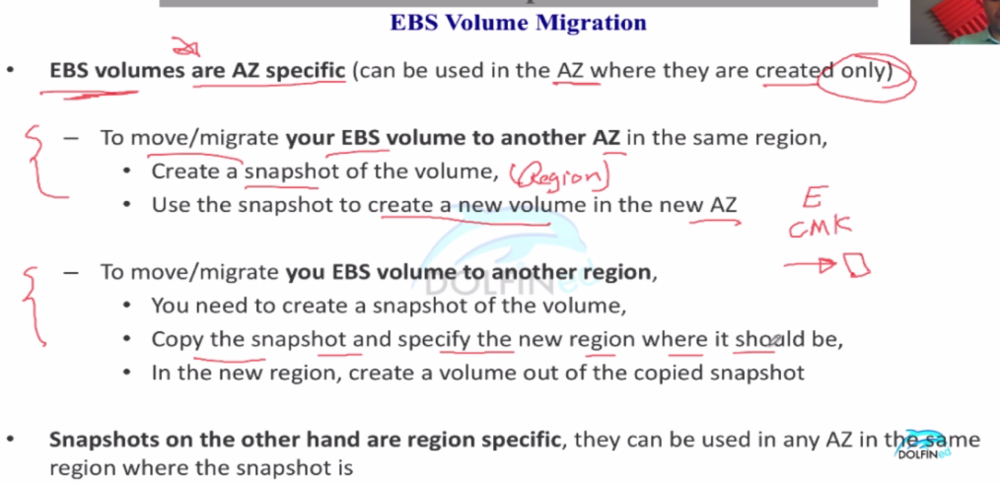 EBS Volume Migration
• EBS volumes are AZ specific (can be used in the AZ where they are created only)
– To move/migrate your EBS volume to another AZ in the same region,
• Create a snapshot of the volume, (Region)
• Use the snapshot to create a new volume in the new AZ
E
CMK
– To move/migrate you EBS volume to another region,
DOLFINed
• You need to create a snapshot of the volume,
• Copy the snapshot and specify the new region where it should be,
• In the new region, create a volume out of the copied snapshot
• Snapshots on the other hand are region specific, they can be used in any AZ in the same
region where the snapshot is
DOLFINed